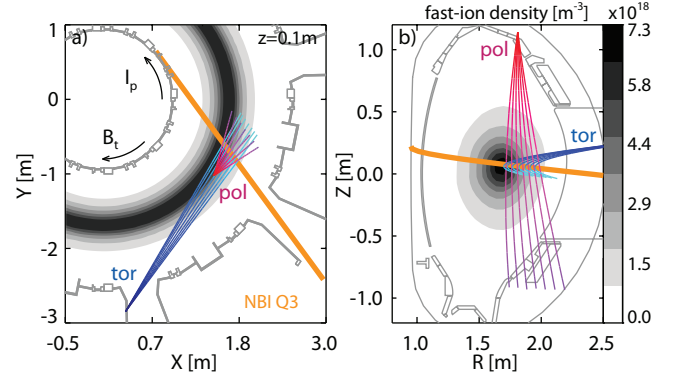 fast-ion density [m⁻³]
x10¹⁸
a)
z=0.1m
b)
1
0
-1
-2
-3
Y [m]
I_p
B_t
pol
tor
NBI Q3
-0.5
0.7
1.8
3.0
X [m]
1.0
0.5
0.0
-0.5
-1.0
Z [m]
pol
tor
1.0
1.5
2.0
2.5
R [m]
7.3
5.8
4.4
2.9
1.5
0.0